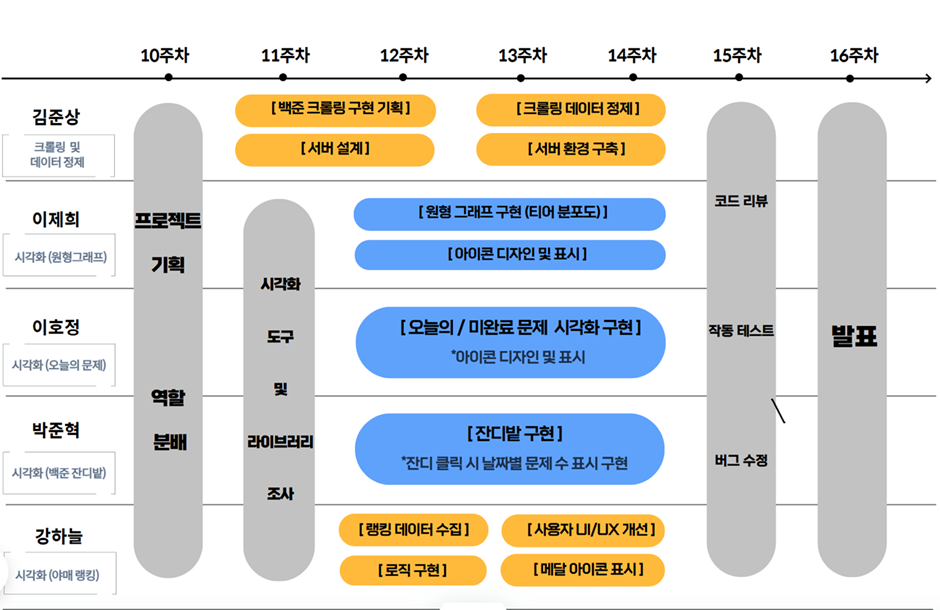 10주차 11주차 12주차 13주차 14주차 15주차 16주차
김준상
크롤링 및
데이터 정제
[ 백준 크롤링 구현 기획 ]
[ 크롤링 데이터 정제 ]
[ 서버 설계 ]
[ 서버 환경 구축 ]
이제희
시각화 (원형그래프)
[ 원형 그래프 구현 (티어 분포도) ]
[ 아이콘 디자인 및 표시 ]
이호정
시각화 (오늘의 문제)
[ 오늘의 / 미완료 문제 시각화 구현 ]
*아이콘 디자인 및 표시
박준혁
시각화 (백준 잔디밭)
[ 잔디밭 구현 ]
*잔디 클릭 시 날짜별 문제 수 표시 구현
강하늘
시각화 (야매 랭킹)
[ 랭킹 데이터 수집 ]
[ 사용자 UI/UX 개선 ]
[ 로직 구현 ]
[ 메달 아이콘 표시 ]
프로젝트
기획
역할
분배
시각화
도구
및
라이브러리
조사
코드 리뷰
작동 테스트
버그 수정
발표